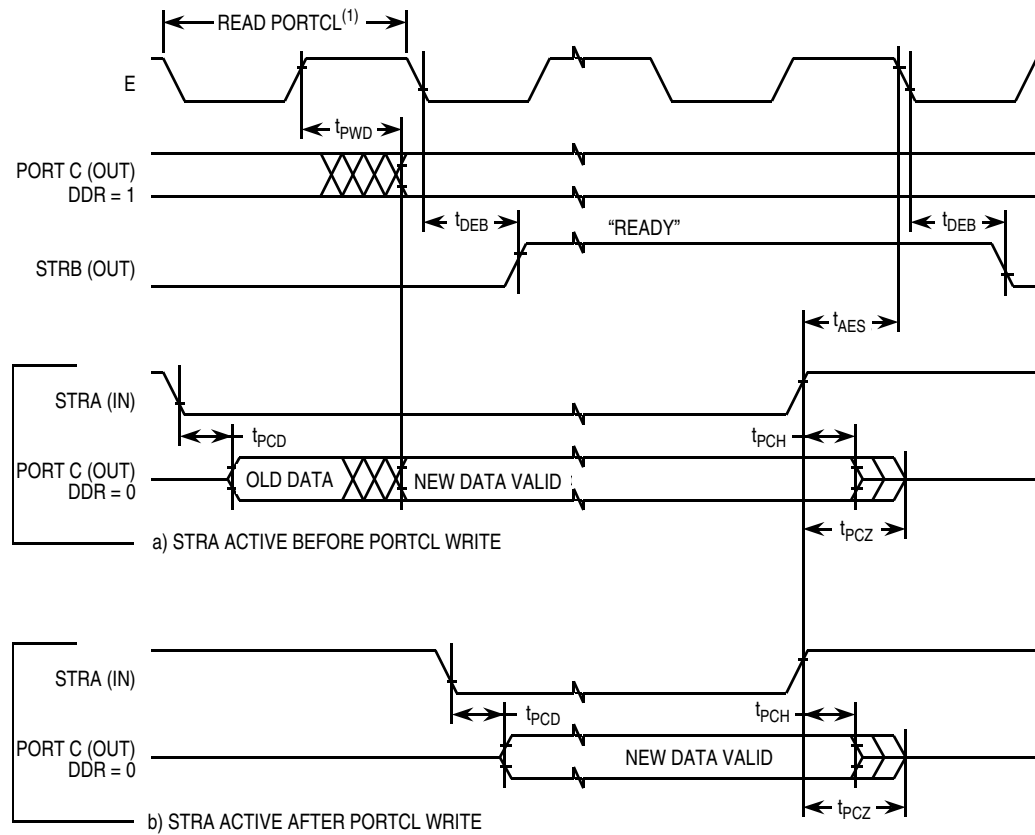 READ PORTCL(1)
E
tPWD
PORT C (OUT)
DDR = 1
tDEB
"READY"
tDEB
STRB (OUT)
tAES
STRA (IN)
tPCD
tPCH
PORT C (OUT)
DDR = 0
OLD DATA
NEW DATA VALID
tPCZ
a) STRA ACTIVE BEFORE PORTCL WRITE
STRA (IN)
tPCD
tPCH
PORT C (OUT)
DDR = 0
NEW DATA VALID
tPCZ
b) STRA ACTIVE AFTER PORTCL WRITE